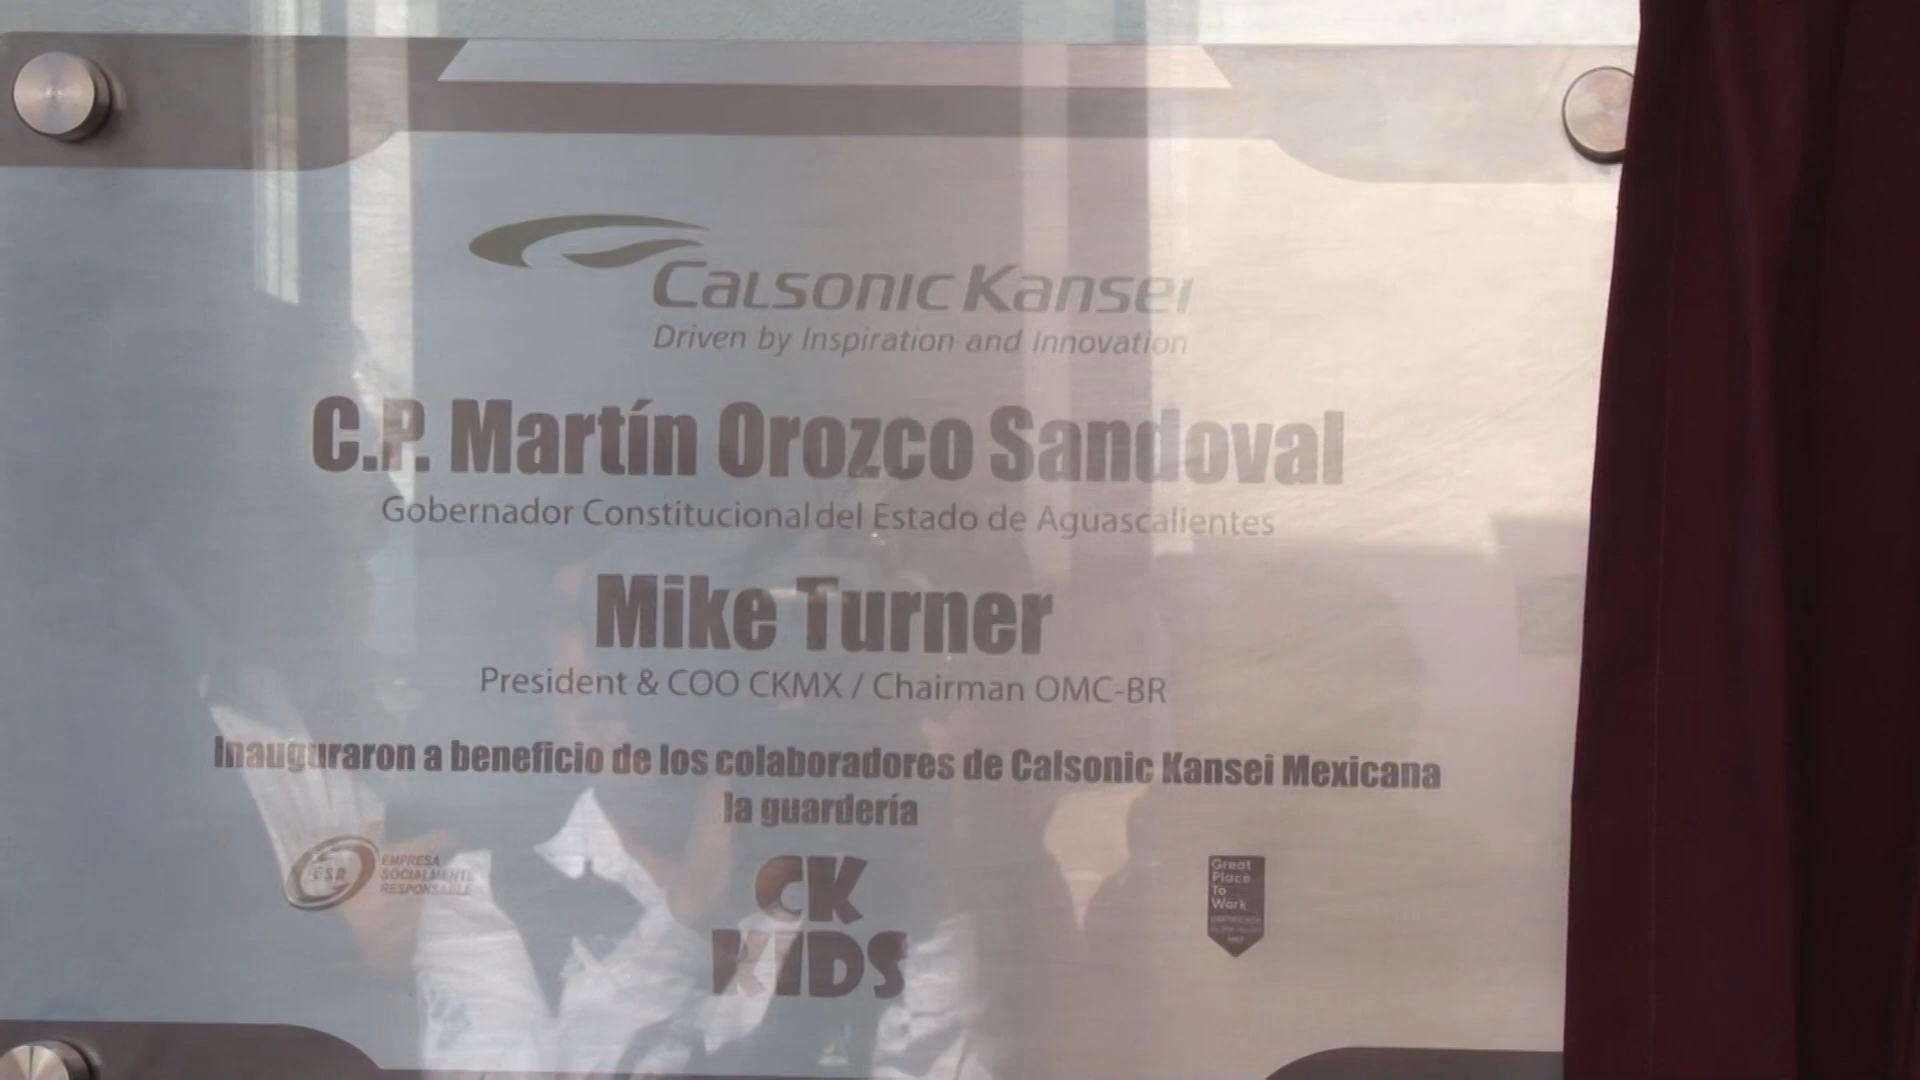 Calsonic Kansei
Driven by Inspiration and Innovation
C.P. Martín Orozco Sandoval
Gobernador Constitucional del Estado de Aguascalientes
Mike Turner
President & COO CKMX / Chairman OMC-BR
Inauguraron a beneficio de los colaboradores de Calsonic Kansei Mexicana
la guardería
ESR
EMPRESA
SOCIALMENTE
RESPONSABLE
CK
KIDS
Great
Place
To
Work